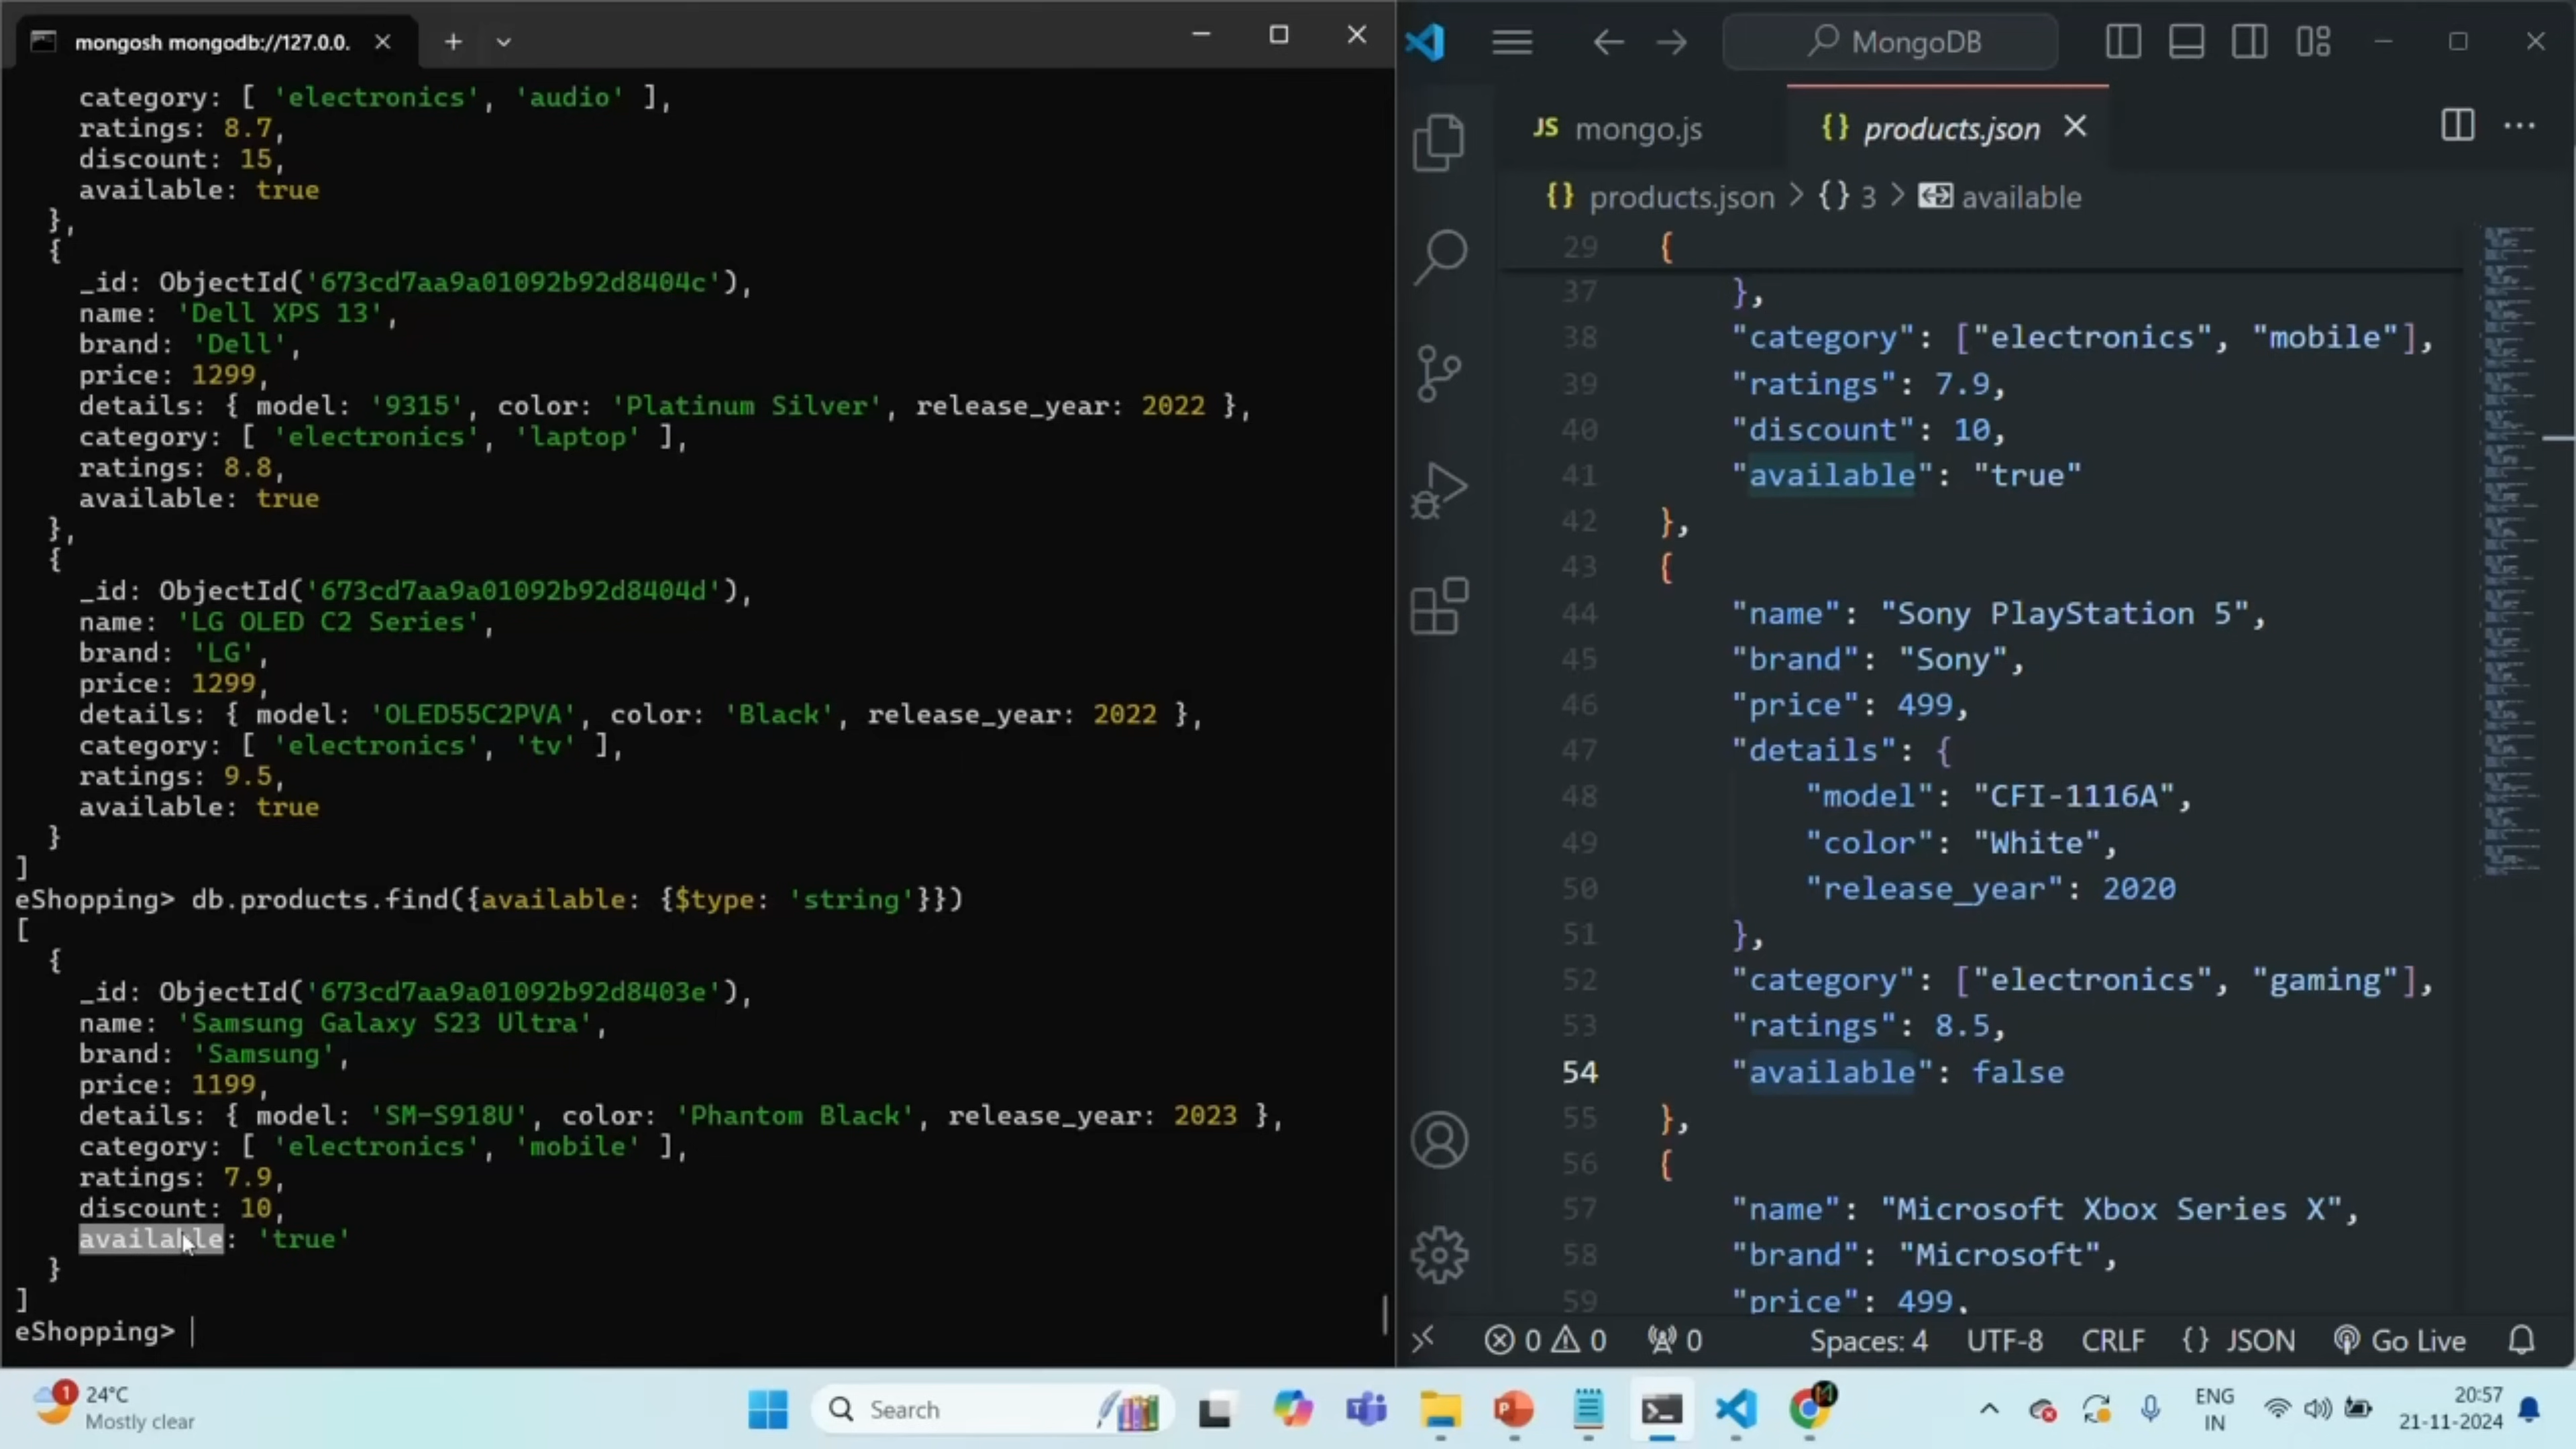 mongosh mongodb://127.0.0.
category: [ 'electronics', 'audio' ],
ratings: 8.7,
discount: 15,
available: true
},
{
_id: ObjectId('673cd7aa9a01092b92d8404c'),
name: 'Dell XPS 13',
brand: 'Dell',
price: 1299,
details: { model: '9315', color: 'Platinum Silver', release_year: 2022 },
category: [ 'electronics', 'laptop' ],
ratings: 8.8,
available: true
},
{
_id: ObjectId('673cd7aa9a01092b92d8404d'),
name: 'LG OLED C2 Series',
brand: 'LG',
price: 1299,
details: { model: 'OLED55C2PVA', color: 'Black', release_year: 2022 },
category: [ 'electronics', 'tv' ],
ratings: 9.5,
available: true
}
]
eShopping> db.products.find({available: {$type: 'string'}})
[
{
_id: ObjectId('673cd7aa9a01092b92d8403e'),
name: 'Samsung Galaxy S23 Ultra',
brand: 'Samsung',
price: 1199,
details: { model: 'SM-S918U', color: 'Phantom Black', release_year: 2023 },
category: [ 'electronics', 'mobile' ],
ratings: 7.9,
discount: 10,
available: 'true'
}
]
eShopping>
MongoDB
JS mongo.js {} products.json
{} products.json > {} 3 > available
29 {
37 },
38 "category": ["electronics", "mobile"],
39 "ratings": 7.9,
40 "discount": 10,
41 "available": "true"
42 },
43 {
44 "name": "Sony PlayStation 5",
45 "brand": "Sony",
46 "price": 499,
47 "details": {
48 "model": "CFI-1116A",
49 "color": "White",
50 "release_year": 2020
51 },
52 "category": ["electronics", "gaming"],
53 "ratings": 8.5,
54 "available": false
55 },
56 {
57 "name": "Microsoft Xbox Series X",
58 "brand": "Microsoft",
59 "price": 499,
0 0 0 Spaces: 4 UTF-8 CRLF {} JSON Go Live
1 24°C
Mostly clear
Search
ENG
IN
20:57
21-11-2024